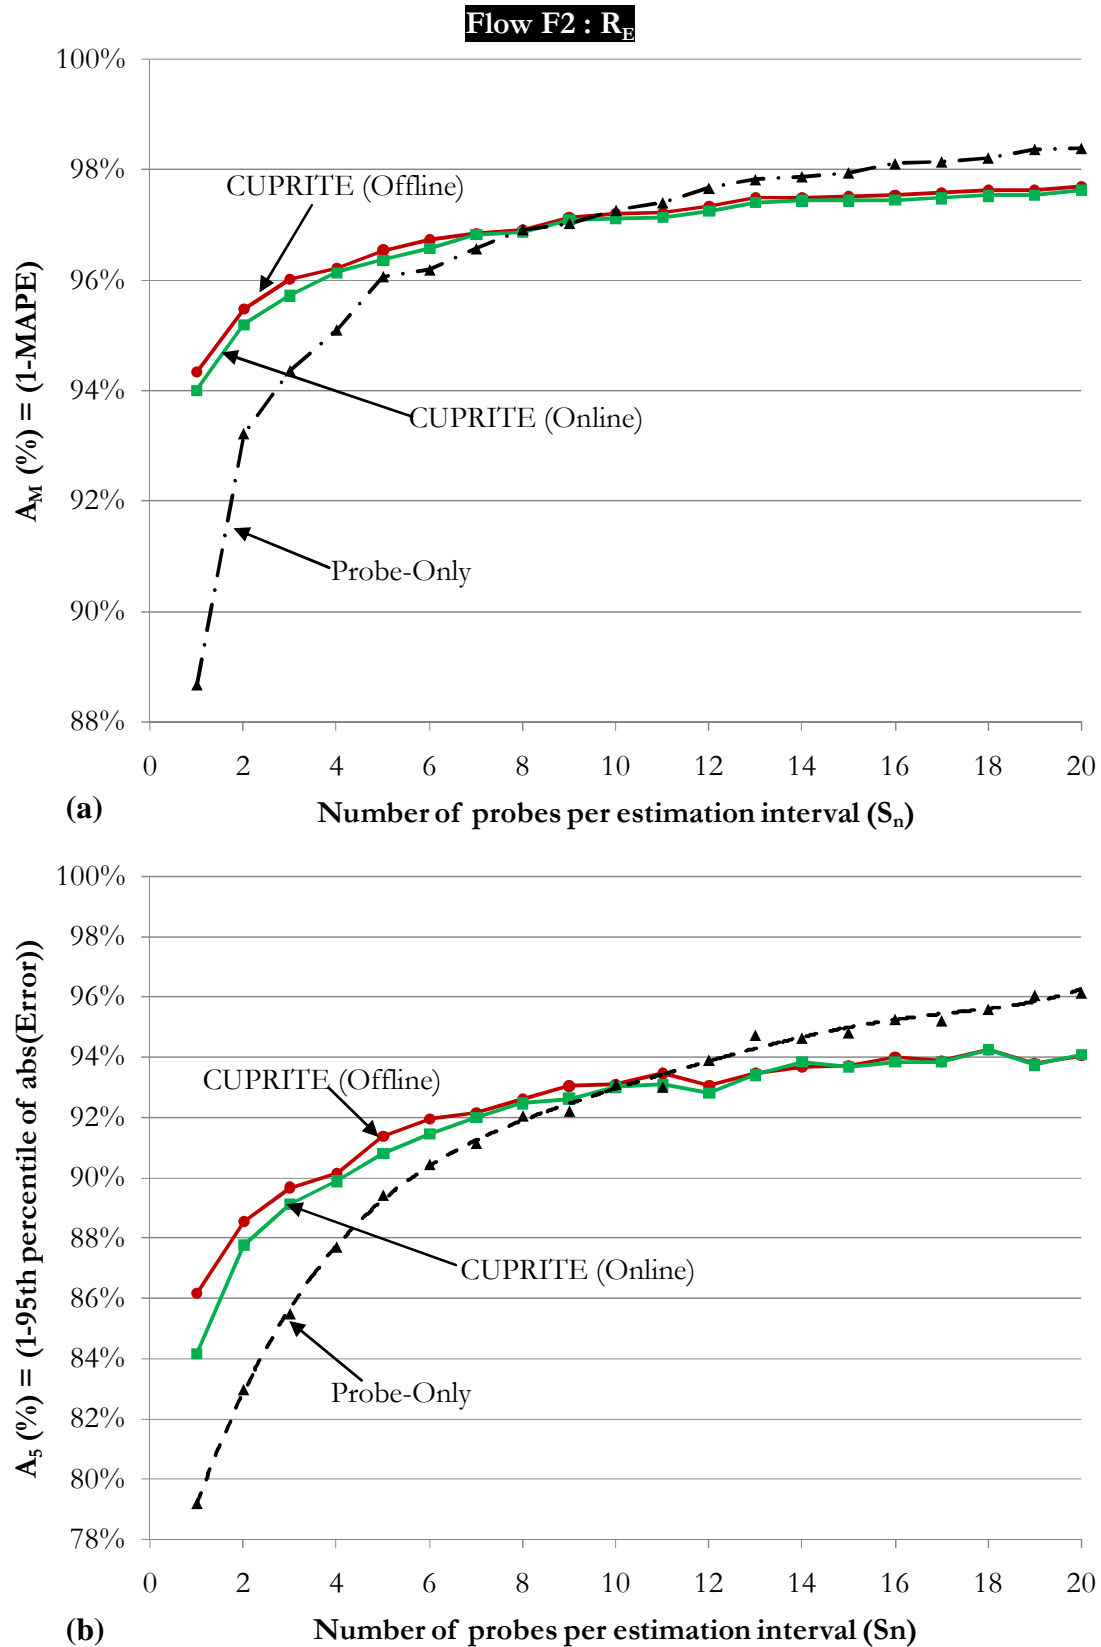 Flow F2 : R_E
100%
98%
96%
94%
92%
90%
88%
A_M (%) = (1-MAPE)
CUPRITE (Offline)
CUPRITE (Online)
Probe-Only
0 2 4 6 8 10 12 14 16 18 20
(a) Number of probes per estimation interval (S_n)
100%
98%
96%
94%
92%
90%
88%
86%
84%
82%
80%
78%
A_5 (%) = (1-95th percentile of abs(Error))
CUPRITE (Offline)
CUPRITE (Online)
Probe-Only
0 2 4 6 8 10 12 14 16 18 20
(b) Number of probes per estimation interval (Sn)